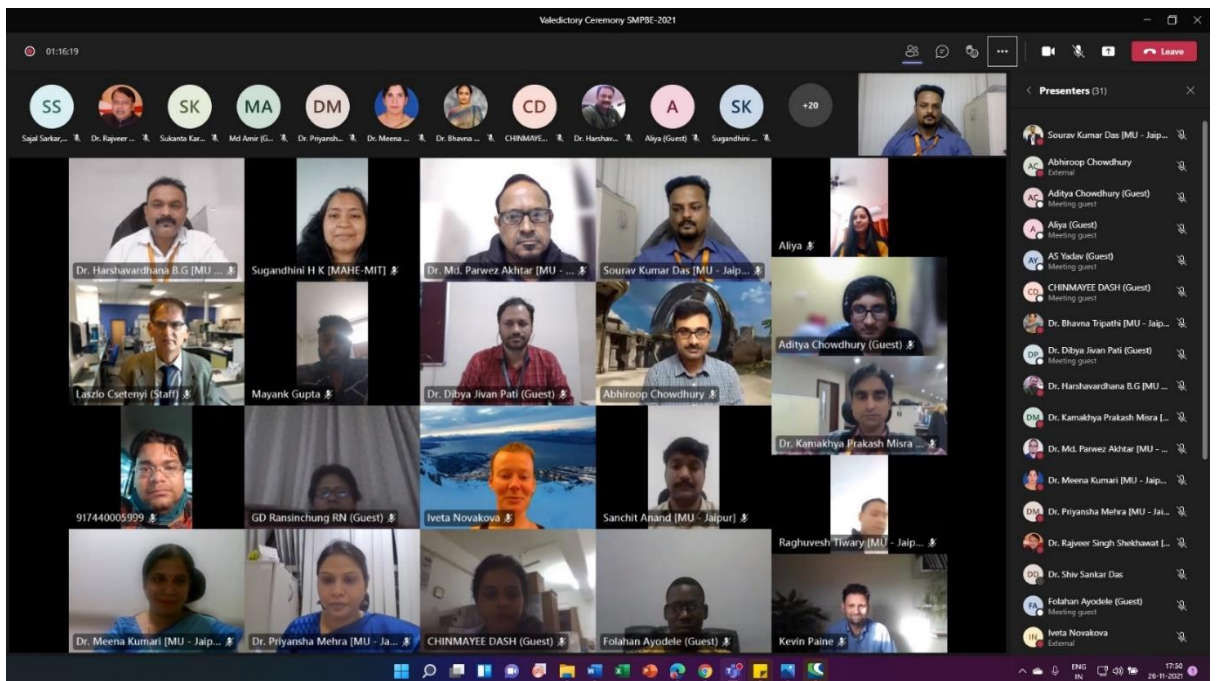 Valedictory Ceremony SMPBE-2021
01:16:19
Leave
SS
SK
MA
DM
CD
A
SK
+20
Sajal Sarkar,...
Dr. Rajveer ...
Sukanta Kar...
Md Amir (G...
Dr. Priyansh...
Dr. Meena ...
Dr. Bhavna ...
CHINMAYE...
Dr. Harshav...
Aliya (Guest)
Sugandhini ...
Dr. Harshavardhana B.G [MU ...
Sugandhini H K [MAHE-MIT]
Dr. Md. Parwez Akhtar [MU - ...
Sourav Kumar Das [MU - Jaip...
Aliya
Laszlo Csetenyi (Staff)
Mayank Gupta
Dr. Dibya Jivan Pati (Guest)
Abhiroop Chowdhury
Aditya Chowdhury (Guest)
Dr. Kamakhya Prakash Misra ...
917440005999
GD Ransinchung RN (Guest)
Iveta Novakova
Sanchit Anand [MU - Jaipur]
Raghuvesh Tiwary [MU - Jaip...
Dr. Meena Kumari [MU - Jaip...
Dr. Priyansha Mehra [MU - Ja...
CHINMAYEE DASH (Guest)
Folahan Ayodele (Guest)
Kevin Paine
Presenters (31)
Sourav Kumar Das [MU - Jaip...
AC Abhiroop Chowdhury
External
AC Aditya Chowdhury (Guest)
Meeting guest
A Aliya (Guest)
Meeting guest
AY AS Yadav (Guest)
Meeting guest
CD CHINMAYEE DASH (Guest)
Meeting guest
Dr. Bhavna Tripathi [MU - Jaip...
DP Dr. Dibya Jivan Pati (Guest)
Meeting guest
Dr. Harshavardhana B.G [MU ...
DM Dr. Kamakhya Prakash Misra [...
Dr. Md. Parwez Akhtar [MU - ...
Dr. Meena Kumari [MU - Jaip...
DM Dr. Priyansha Mehra [MU - Jai...
Dr. Rajveer Singh Shekhawat [...
DD Dr. Shiv Sankar Das
FA Folahan Ayodele (Guest)
Meeting guest
IN Iveta Novakova
External
ENG
IN
17:50
26-11-2021